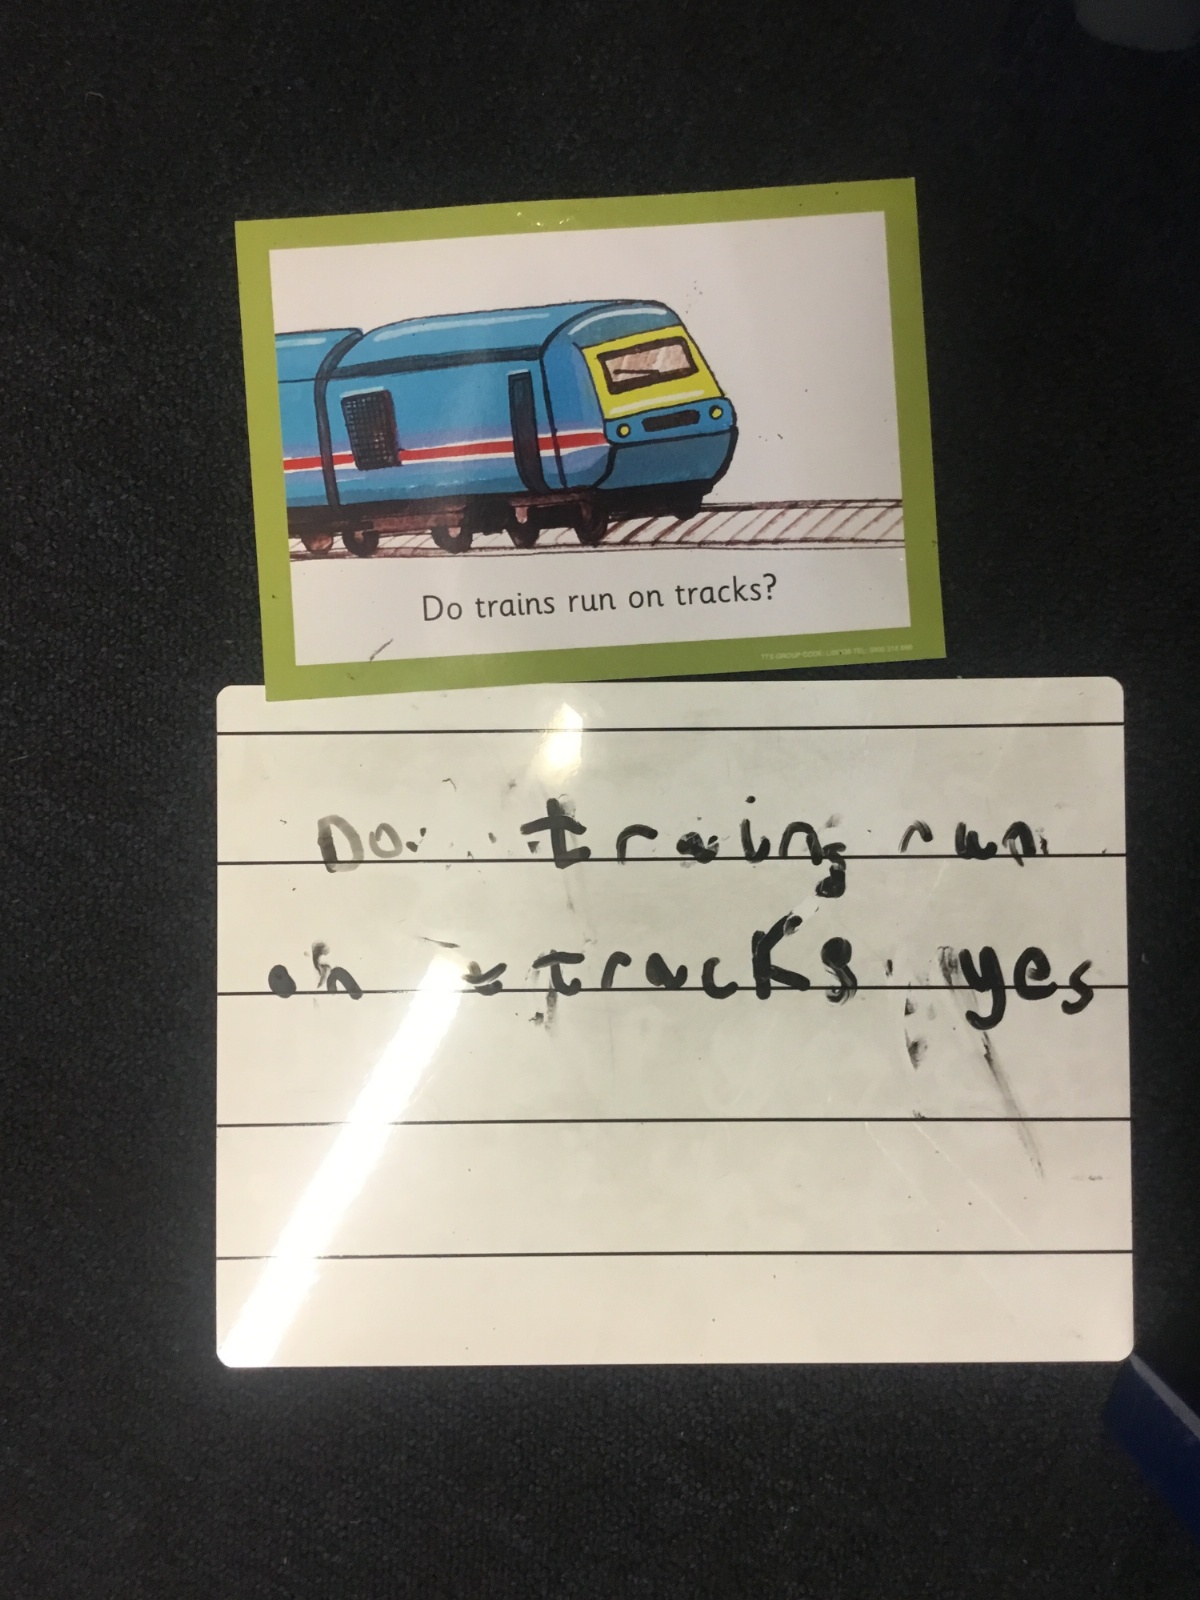 Do trains run on tracks?
Do trains run
on tracks. yes